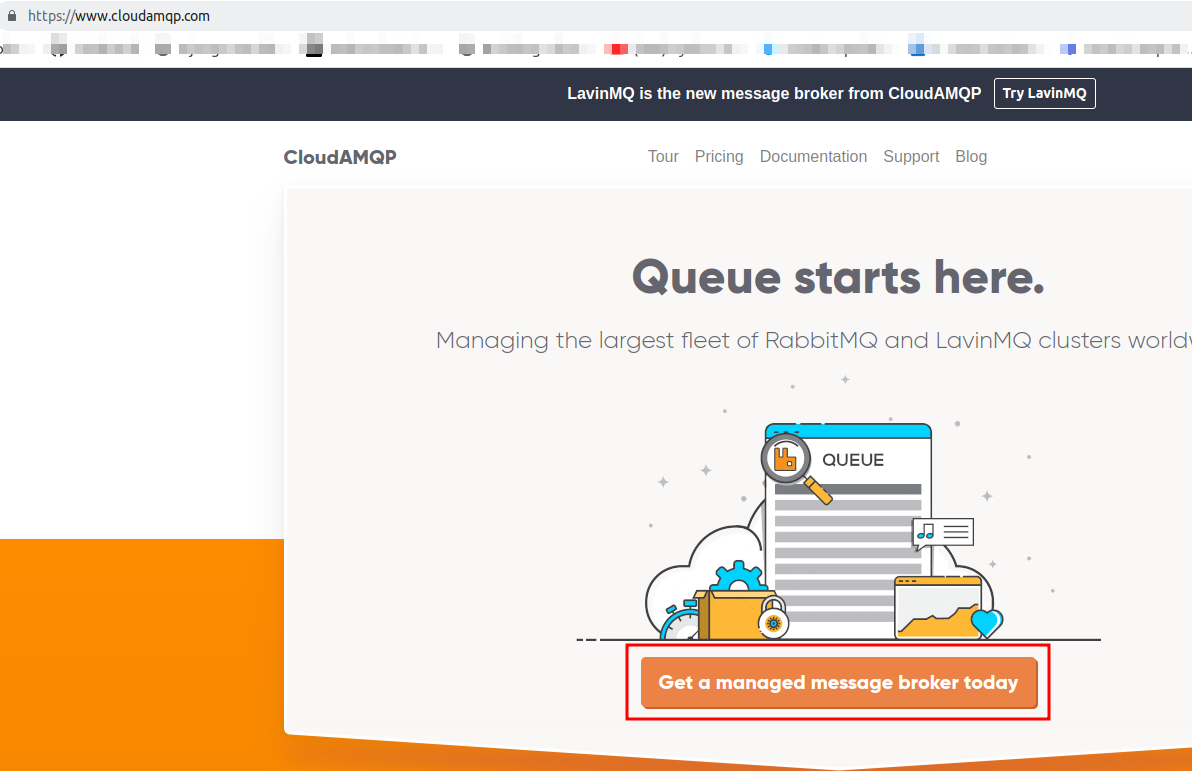 https://www.cloudamqp.com
LavinMQ is the new message broker from CloudAMQP Try LavinMQ
CloudAMQP Tour Pricing Documentation Support Blog
Queue starts here.
Managing the largest fleet of RabbitMQ and LavinMQ clusters
QUEUE
Get a managed message broker today